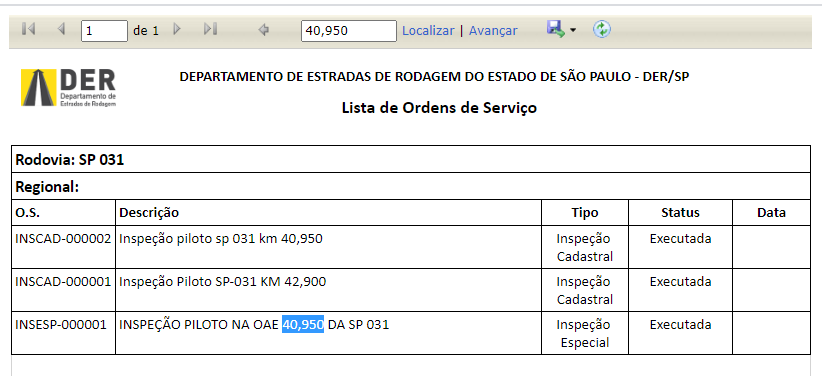 1 de 1 40,950 Localizar | Avançar
DER
Departamento de
Estradas de Rodagem
DEPARTAMENTO DE ESTRADAS DE RODAGEM DO ESTADO DE SÃO PAULO - DER/SP
Lista de Ordens de Serviço
Rodovia: SP 031
Regional:
O.S. Descrição Tipo Status Data
INSCAD-000002 Inspeção piloto sp 031 km 40,950 Inspeção Executada
Cadastral
INSCAD-000001 Inspeção Piloto SP-031 KM 42,900 Inspeção Executada
Cadastral
INSESP-000001 INSPEÇÃO PILOTO NA OAE 40,950 DA SP 031 Inspeção Executada
Especial